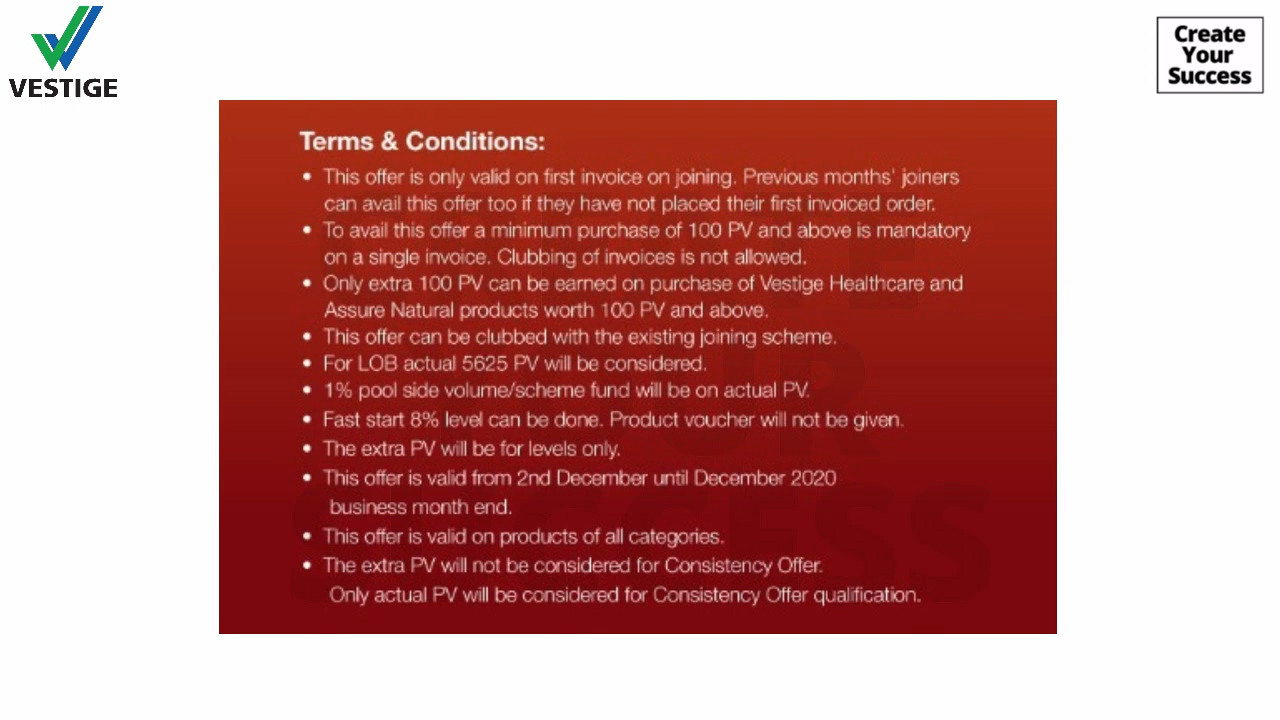 VESTIGE
Create
Your
Success
Terms & Conditions:
• This offer is only valid on first invoice on joining. Previous months' joiners
can avail this offer too if they have not placed their first invoiced order.
• To avail this offer a minimum purchase of 100 PV and above is mandatory
on a single invoice. Clubbing of invoices is not allowed.
• Only extra 100 PV can be earned on purchase of Vestige Healthcare and
Assure Natural products worth 100 PV and above.
• This offer can be clubbed with the existing joining scheme.
• For LOB actual 5625 PV will be considered.
• 1% pool side volume/scheme fund will be on actual PV.
• Fast start 8% level can be done. Product voucher will not be given.
• The extra PV will be for levels only.
• This offer is valid from 2nd December until December 2020
business month end.
• This offer is valid on products of all categories.
• The extra PV will not be considered for Consistency Offer.
Only actual PV will be considered for Consistency Offer qualification.